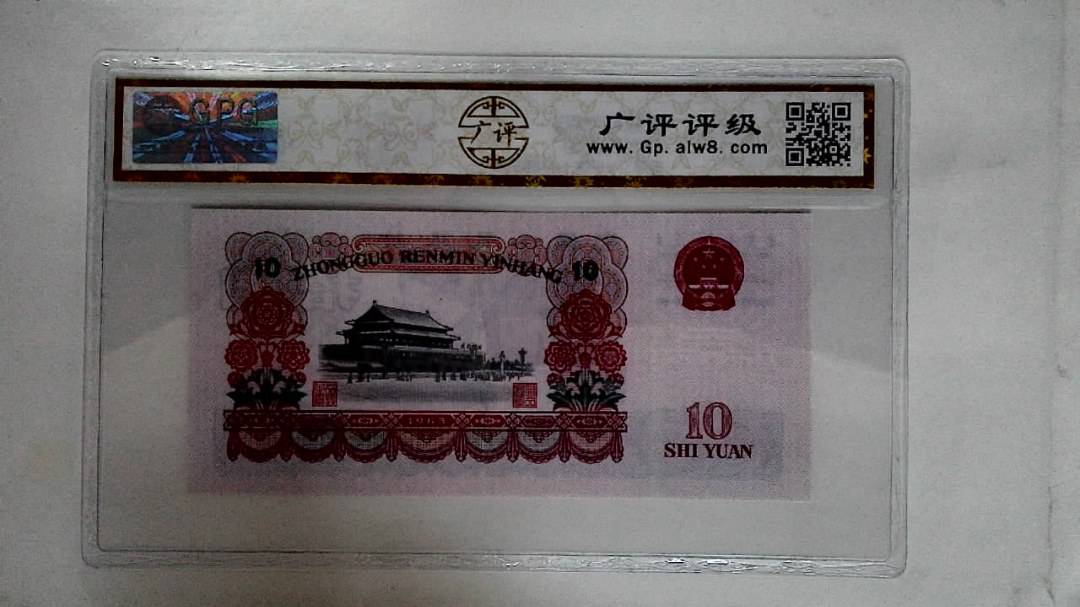 GPG
广评
广评评级
www. Gp. alw8. com
10 ZHONGGUO RENMIN YINHANG 10
1965
10
SHI YUAN